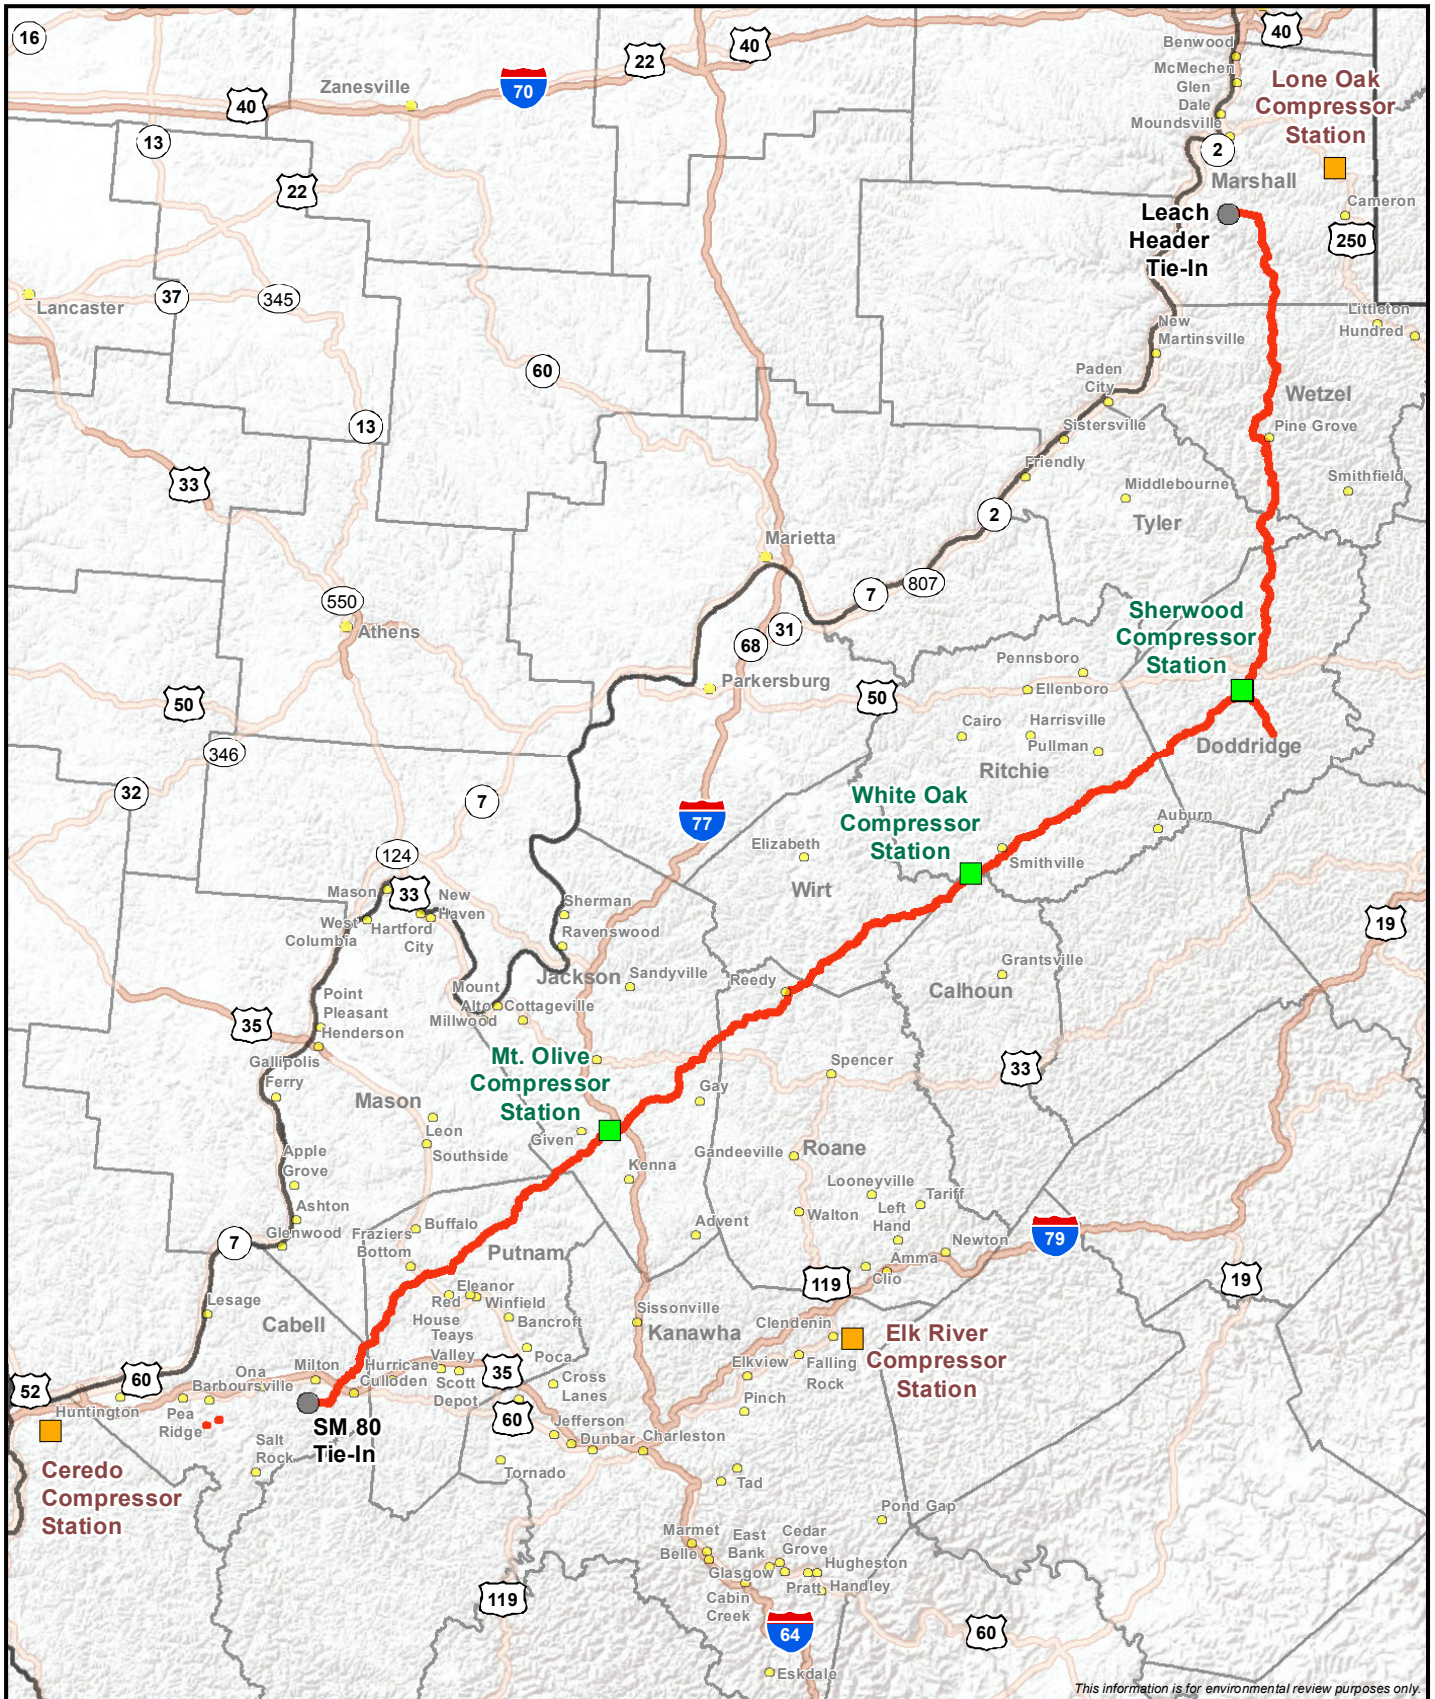 16
40
22
40
Benwood
McMechen
Glen
Dale
Moundsville
Lone Oak
Compressor
Station
Zanesville
70
40
13
22
2
Marshall
Cameron
250
Leach
Header
Tie-In
Lancaster
37
345
Littleton
Hundred
New
Martinsville
60
Paden
City
Wetzel
13
Sistersville
Pine Grove
33
Friendly
Middlebourne
Smithfield
Tyler
2
Marietta
7
807
550
Athens
31
68
Sherwood
Compressor
Station
Pennsboro
Ellenboro
Parkersburg
50
50
346
Cairo
Harrisville
Pullman
Ritchie
Doddridge
32
7
77
White Oak
Compressor
Station
Auburn
Elizabeth
Smithville
Wirt
124
Mason
33
New
Haven
West
Columbia
Hartford
City
Sherman
Ravenswood
19
Jackson
Sandyville
Reedy
Grantsville
Calhoun
Mount
Alto
Cottageville
Millwood
Point
Pleasant
Henderson
35
Gallipolis
Ferry
Mt. Olive
Compressor
Station
Spencer
33
Mason
Gay
Leon
Southside
Given
Apple
Grove
Kenna
Gandeeville
Roane
Looneyville
Tariff
Left
Hand
Walton
Ashton
Glenwood
7
Buffalo
Fraziers
Bottom
Putnam
Advent
Newton
79
Amma
Clio
119
19
Lesage
Cabell
Eleanor
Red
House
Winfield
Bancroft
Teays
Valley
Sissonville
Kanawha
Clendenin
Elk River
Compressor
Station
Poca
Elkview
Falling
Rock
Milton
Hurricane
Culloden
Scott
Depot
35
Cross
Lanes
Pinch
Ona
Barboursville
60
52
Huntington
Pea
Ridge
SM 80
Tie-In
60
Jefferson
Dunbar
Charleston
Salt
Rock
Tornado
Tad
Ceredo
Compressor
Station
Pond Gap
Marmet
Belle
East
Bank
Cedar
Grove
Glasgow
Hugheston
Pratt
Handley
Cabin
Creek
119
64
60
Eskdale
This information is for environmental review purposes only.